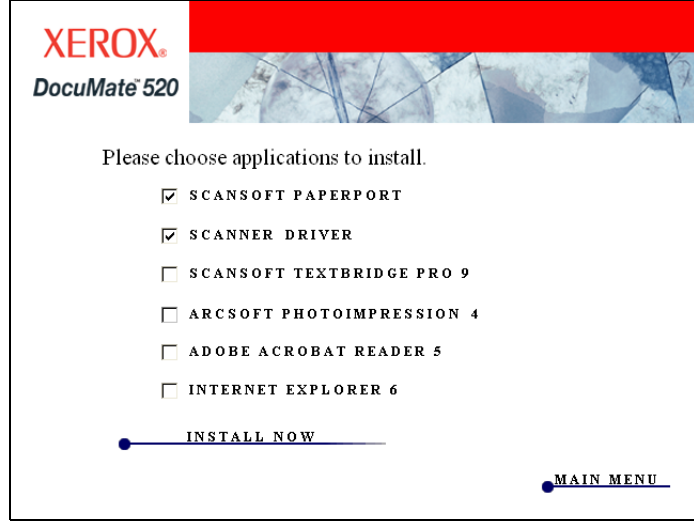 XEROX®
DocuMate™ 520
Please choose applications to install.
SCANSOFT PAPERPORT
SCANNER DRIVER
SCANSOFT TEXTBRIDGE PRO 9
ARCSOFT PHOTOIMPRESSION 4
ADOBE ACROBAT READER 5
INTERNET EXPLORER 6
INSTALL NOW
MAIN MENU